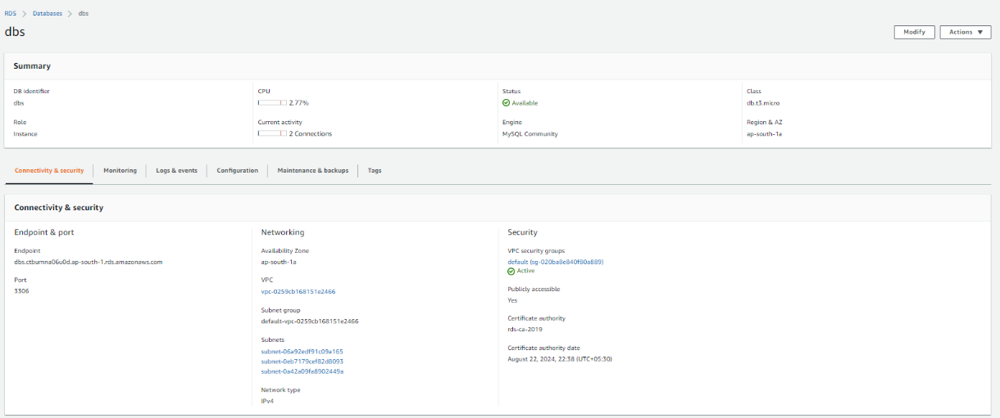 RDS > Databases > dbs
dbs
Modify
Actions
Summary
DB identifier
dbs
CPU
2.77%
Status
Available
Class
db.t3.micro
Role
Instance
Current activity
2 Connections
Engine
MySQL Community
Region & AZ
ap-south-1a
Connectivity & security
Monitoring
Logs & events
Configuration
Maintenance & backups
Tags
Connectivity & security
Endpoint & port
Endpoint
dbs.ctbumna06u0d.ap-south-1.rds.amazonaws.com
Port
3306
Networking
Availability Zone
ap-south-1a
VPC
vpc-0259cb168151e2466
Subnet group
default-vpc-0259cb168151e2466
Subnets
subnet-06a92edf91c09a165
subnet-0eb7179cef82d8093
subnet-0a42a09fa8902449a
Network type
IPv4
Security
VPC security groups
default (sg-020ba8e840f80a889)
Active
Publicly accessible
Yes
Certificate authority
rds-ca-2019
Certificate authority date
August 22, 2024, 22:38 (UTC+05:30)